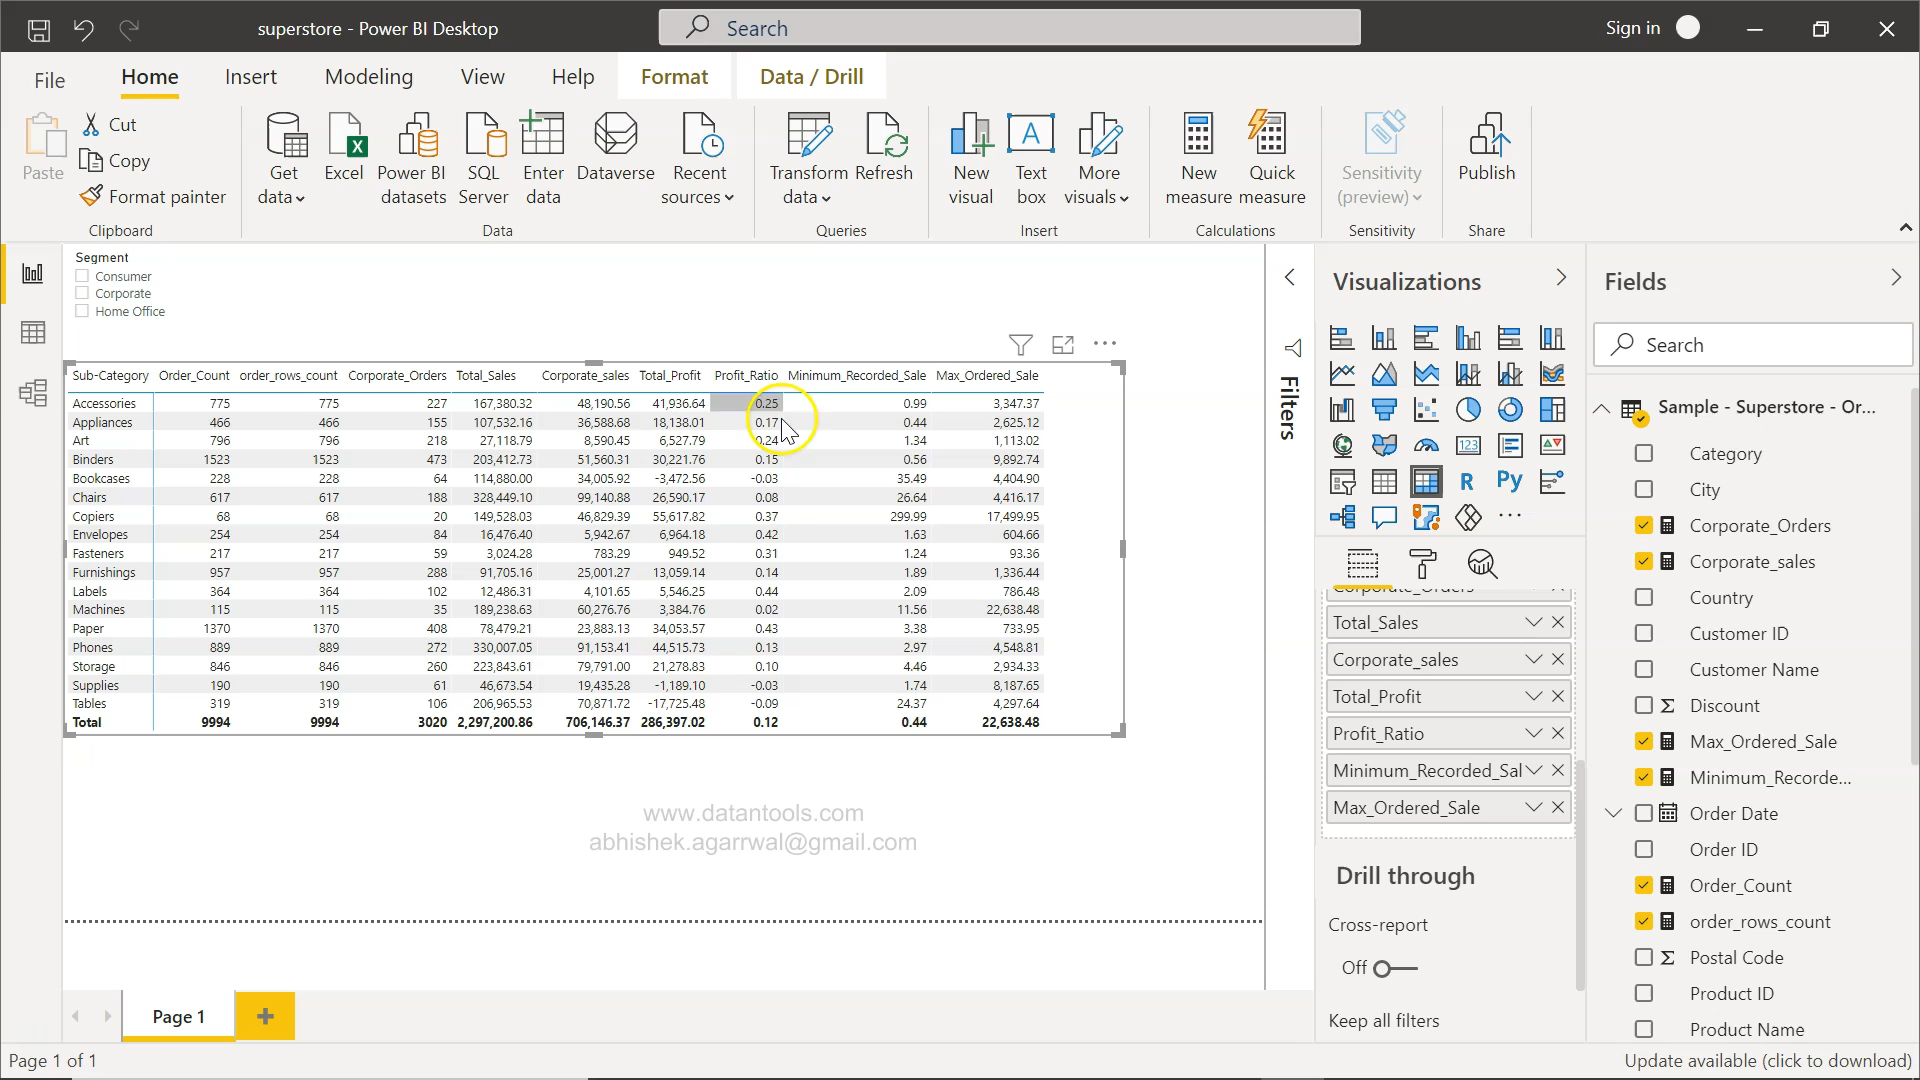 superstore - Power BI Desktop
Search
Sign in
File
Home
Insert
Modeling
View
Help
Format
Data / Drill
Paste
Cut
Copy
Format painter
Clipboard
Get data
Excel
Power BI datasets
SQL Server
Enter data
Dataverse
Recent sources
Data
Transform data
Refresh
Queries
New visual
Text box
More visuals
Insert
New measure
Quick measure
Calculations
Sensitivity (preview)
Sensitivity
Publish
Share
Segment
Consumer
Corporate
Home Office
Sub-Category Order_Count order_rows_count Corporate_Orders Total_Sales Corporate_sales Total_Profit Profit_Ratio Minimum_Recorded_Sale Max_Ordered_Sale
Accessories 775 775 227 167,380.32 48,190.56 41,936.64 0.25 0.99 3,347.37
Appliances 466 466 155 107,532.16 36,588.68 18,138.01 0.17 0.44 2,625.12
Art 796 796 218 27,118.79 8,590.45 6,527.79 0.24 1.34 1,113.02
Binders 1523 1523 473 203,412.73 51,560.31 30,221.76 0.15 0.56 9,892.74
Bookcases 228 228 64 114,880.00 34,005.92 -3,472.56 -0.03 35.49 4,404.90
Chairs 617 617 188 328,449.10 99,140.88 26,590.17 0.08 26.64 4,416.17
Copiers 68 68 20 149,528.03 46,829.39 55,617.82 0.37 299.99 17,499.95
Envelopes 254 254 84 16,476.40 5,942.67 6,964.18 0.42 1.63 604.66
Fasteners 217 217 59 3,024.28 783.29 949.52 0.31 1.24 93.36
Furnishings 957 957 288 91,705.16 25,001.27 13,059.14 0.14 1.89 1,336.44
Labels 364 364 102 12,486.31 4,101.65 5,546.25 0.44 2.09 786.48
Machines 115 115 35 189,238.63 60,276.76 3,384.76 0.02 11.56 22,638.48
Paper 1370 1370 408 78,479.21 23,883.13 34,053.57 0.43 3.38 733.95
Phones 889 889 272 330,007.05 91,153.41 44,515.73 0.13 2.97 4,548.81
Storage 846 846 260 223,843.61 79,791.00 21,278.83 0.10 4.46 2,934.33
Supplies 190 190 61 46,673.54 19,435.28 -1,189.10 -0.03 1.74 8,187.65
Tables 319 319 106 206,965.53 70,871.72 -17,725.48 -0.09 24.37 4,297.64
Total 9994 9994 3020 2,297,200.86 706,146.37 286,397.02 0.12 0.44 22,638.48
www.datantools.com
abhishek.agarrwal@gmail.com
Page 1
Page 1 of 1
Filters
Visualizations
R
Py
123
Corporate_Orders
Total_Sales
Corporate_sales
Total_Profit
Profit_Ratio
Minimum_Recorded_Sal
Max_Ordered_Sale
Drill through
Cross-report
Off
Keep all filters
Fields
Search
Sample - Superstore - Or...
Category
City
Corporate_Orders
Corporate_sales
Country
Customer ID
Customer Name
Discount
Max_Ordered_Sale
Minimum_Recorde...
Order Date
Order ID
Order_Count
order_rows_count
Postal Code
Product ID
Product Name
Update available (click to download)